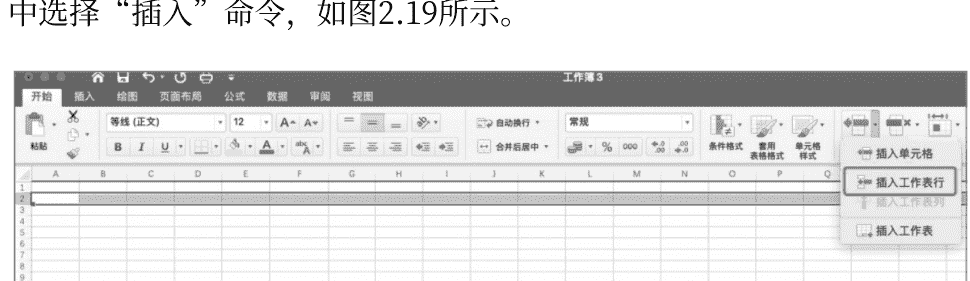 中选择“插入”命令，如图2.19所示。
工作簿3
开始 插入 绘图 页面布局 公式 数据 审阅 视图
粘贴
等线 (正文) 12 A A
B I U A abc A
自动换行
合并后居中
常规
% 000 .0 .00
条件格式 套用 单元格
表格格式 样式
插入单元格
插入工作表行
插入工作表列
插入工作表
A B C D E F G H I J K L M N O P Q
1
2
3
4
5
6
7
8
9